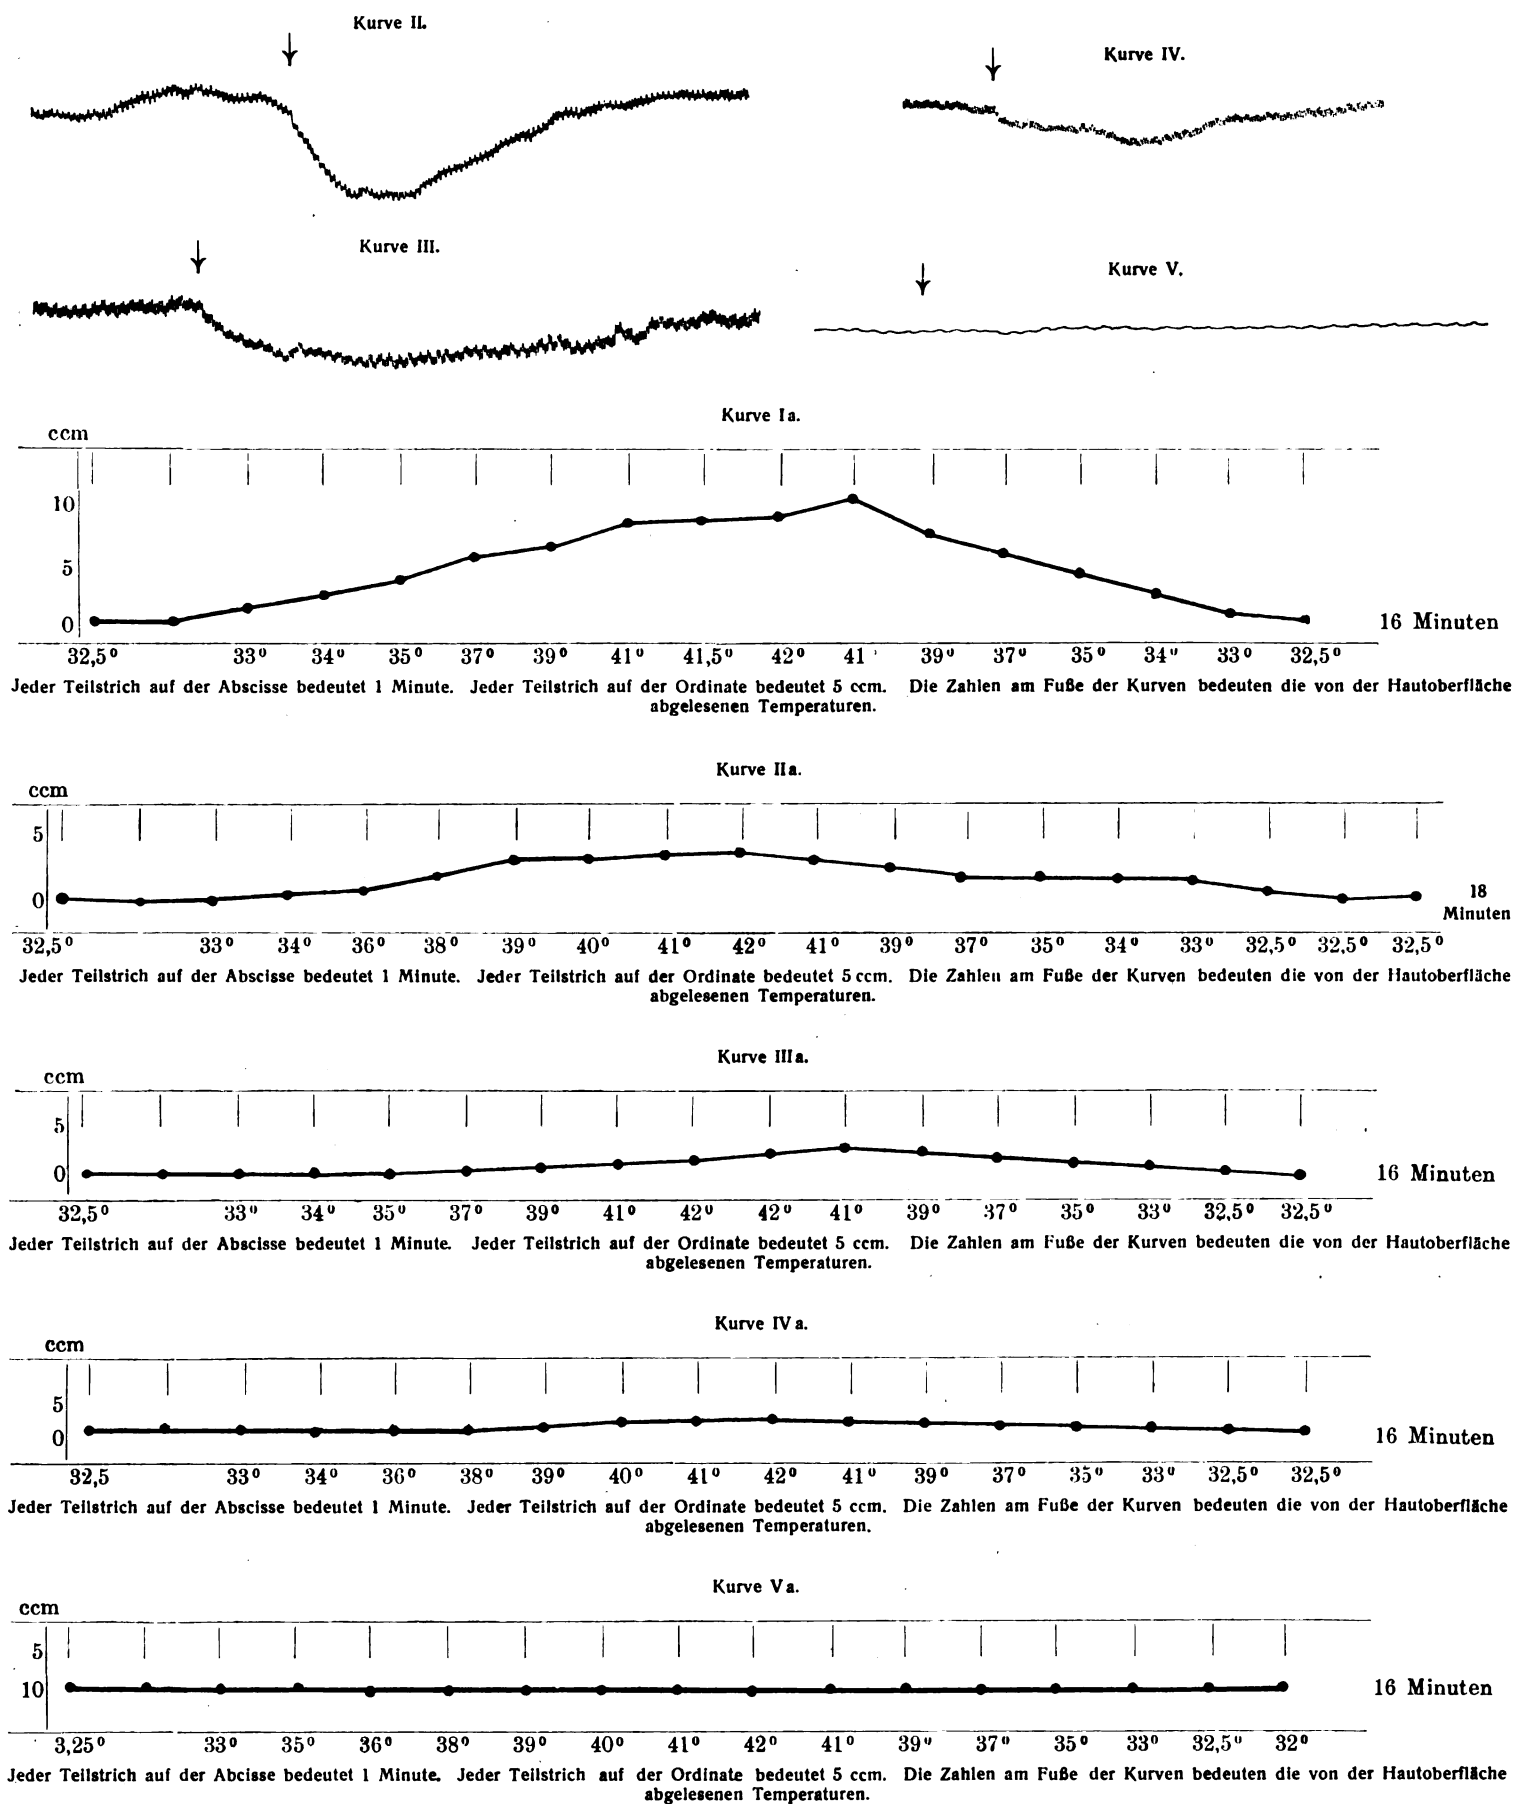 Kurve II.
Kurve IV.
Kurve III.
Kurve V.
Kurve Ia.
ccm
10
5
0
16 Minuten
32,5° 33° 34° 35° 37° 39° 41° 41,5° 42° 41° 39° 37° 35° 34° 33° 32,5°
Jeder Teilstrich auf der Abscisse bedeutet 1 Minute. Jeder Teilstrich auf der Ordinate bedeutet 5 ccm. Die Zahlen am Fuße der Kurven bedeuten die von der Hautoberfläche
abgelesenen Temperaturen.
Kurve IIa.
ccm
5
0
18
Minuten
32,5° 33° 34° 36° 38° 39° 40° 41° 42° 41° 39° 37° 35° 34° 33° 32,5° 32,5° 32,5°
Jeder Teilstrich auf der Abscisse bedeutet 1 Minute. Jeder Teilstrich auf der Ordinate bedeutet 5 ccm. Die Zahlen am Fuße der Kurven bedeuten die von der Hautoberfläche
abgelesenen Temperaturen.
Kurve IIIa.
ccm
5
0
16 Minuten
32,5° 33° 34° 35° 37° 39° 41° 42° 42° 41° 39° 37° 35° 33° 32,5° 32,5°
Jeder Teilstrich auf der Abscisse bedeutet 1 Minute. Jeder Teilstrich auf der Ordinate bedeutet 5 ccm. Die Zahlen am Fuße der Kurven bedeuten die von der Hautoberfläche
abgelesenen Temperaturen.
Kurve IVa.
ccm
5
0
16 Minuten
32,5 33° 34° 36° 38° 39° 40° 41° 42° 41° 39° 37° 35° 33° 32,5° 32,5°
Jeder Teilstrich auf der Abscisse bedeutet 1 Minute. Jeder Teilstrich auf der Ordinate bedeutet 5 ccm. Die Zahlen am Fuße der Kurven bedeuten die von der Hautoberfläche
abgelesenen Temperaturen.
Kurve Va.
ccm
5
10
16 Minuten
3,25° 33° 35° 36° 38° 39° 40° 41° 42° 41° 39° 37° 35° 33° 32,5° 32°
Jeder Teilstrich auf der Abcisse bedeutet 1 Minute. Jeder Teilstrich auf der Ordinate bedeutet 5 ccm. Die Zahlen am Fuße der Kurven bedeuten die von der Hautoberfläche
abgelesenen Temperaturen.